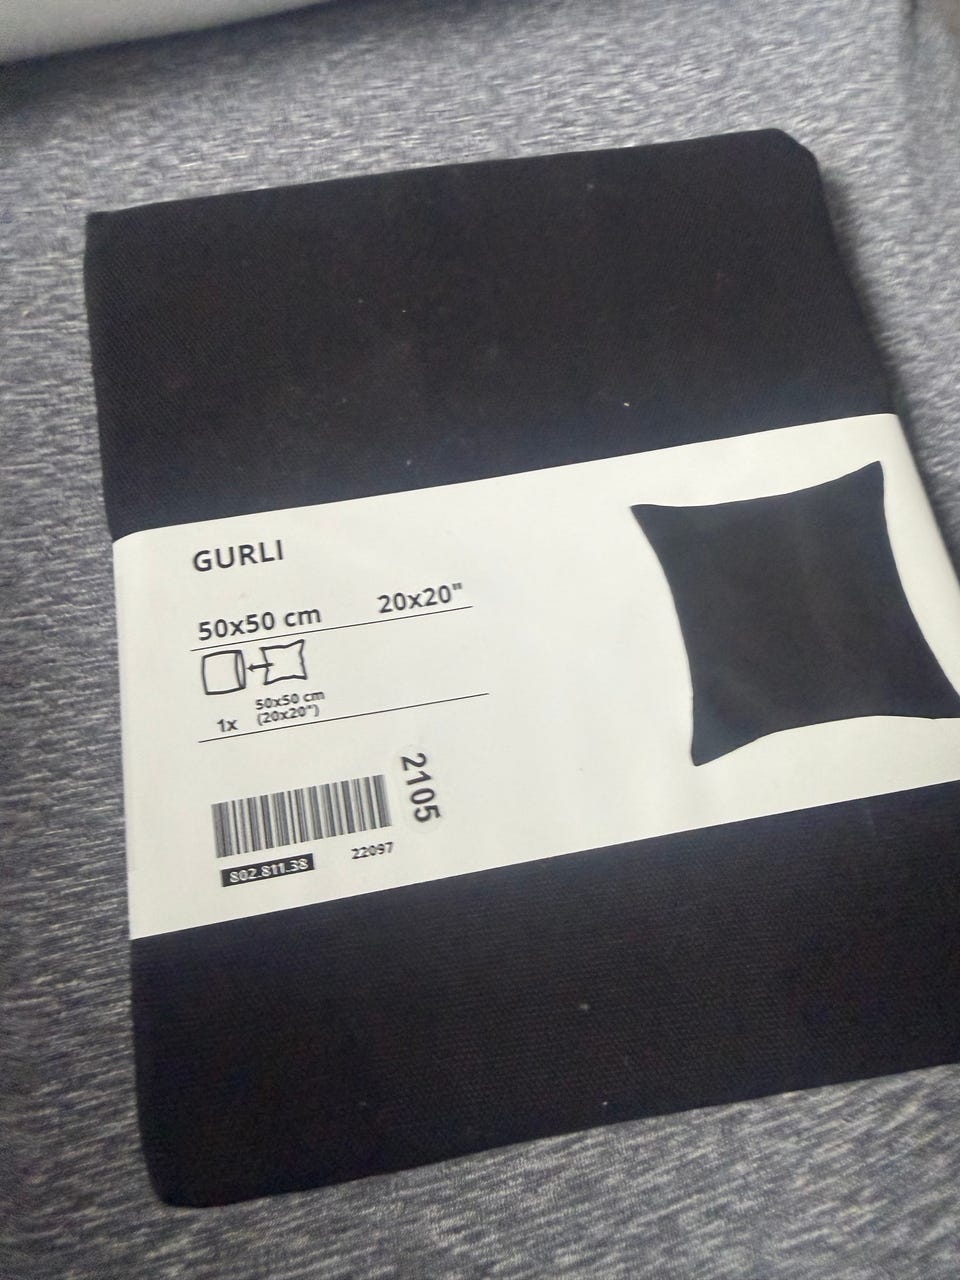 GURLI
50x50 cm 20x20"
50x50 cm
1x (20x20")
2105
802.811.38 22097